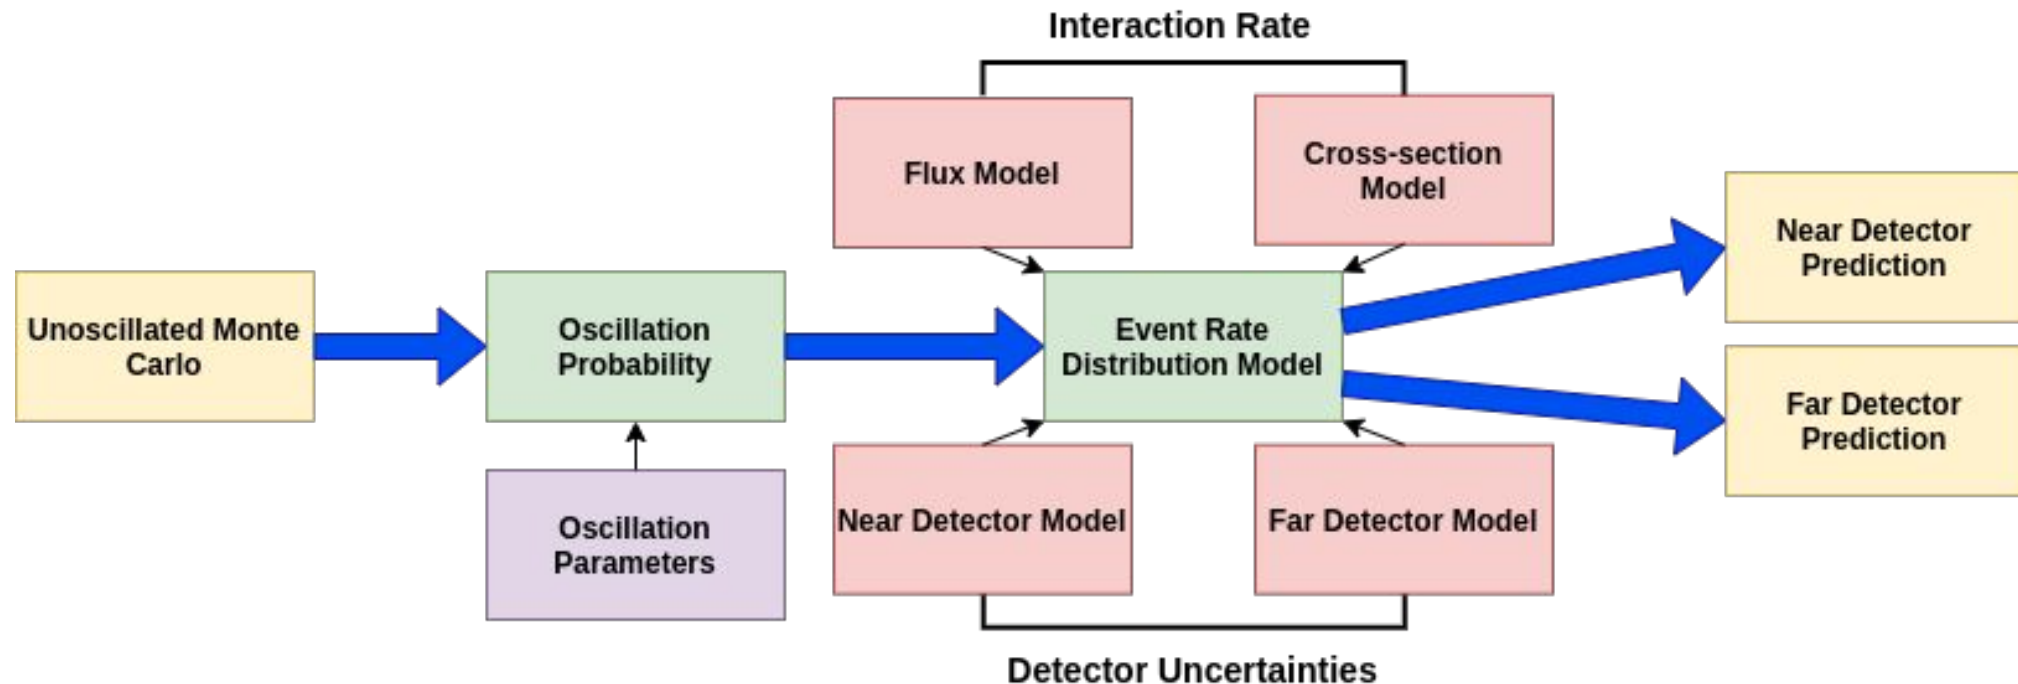 Interaction Rate
Flux Model
Cross-section
Model
Near Detector
Prediction
Unoscillated Monte
Carlo
Oscillation
Probability
Event Rate
Distribution Model
Far Detector
Prediction
Oscillation
Parameters
Near Detector Model
Far Detector Model
Detector Uncertainties